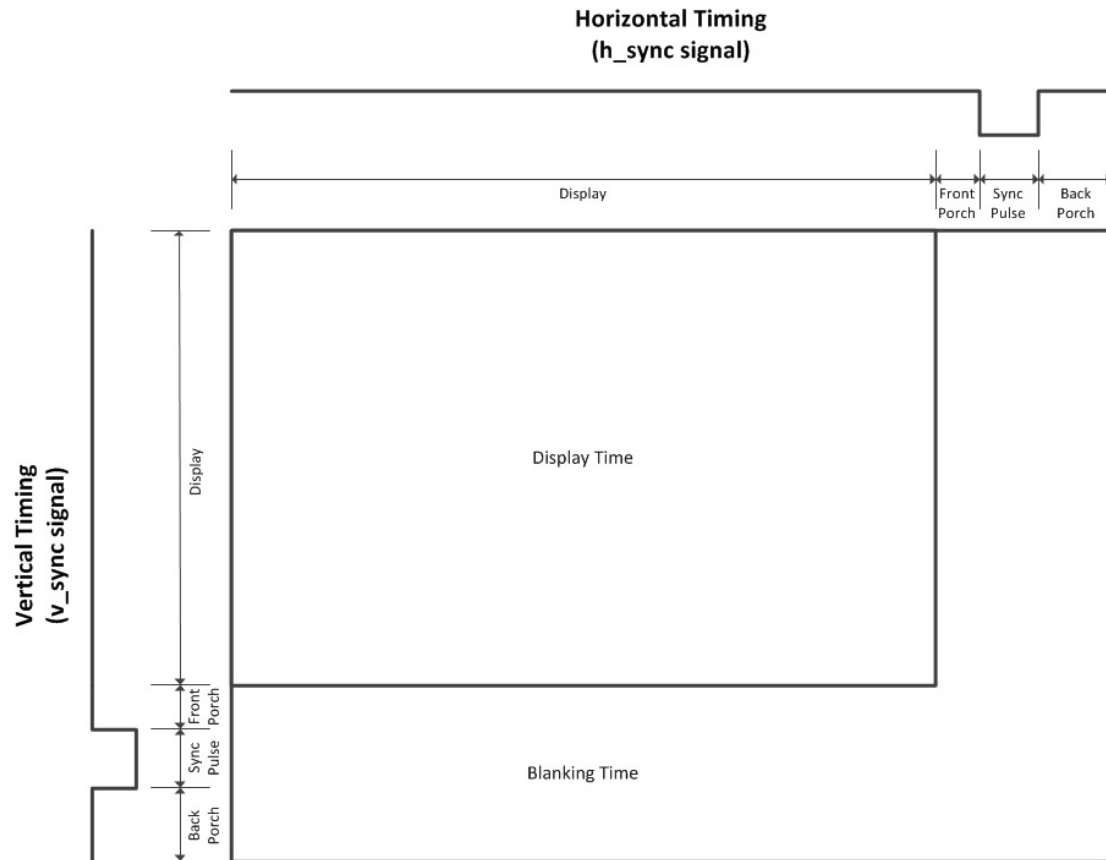 Horizontal Timing
(h_sync signal)
Display
Front
Porch
Sync
Pulse
Back
Porch
Vertical Timing
(v_sync signal)
Display
Front
Porch
Sync
Pulse
Back
Porch
Display Time
Blanking Time